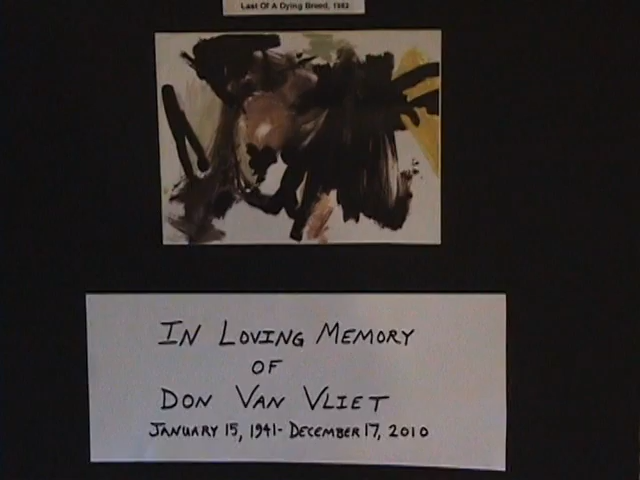 Last Of A Dying Breed, 1982
IN LOVING MEMORY
OF
DON VAN VLIET
JANUARY 15, 1941- DECEMBER 17, 2010